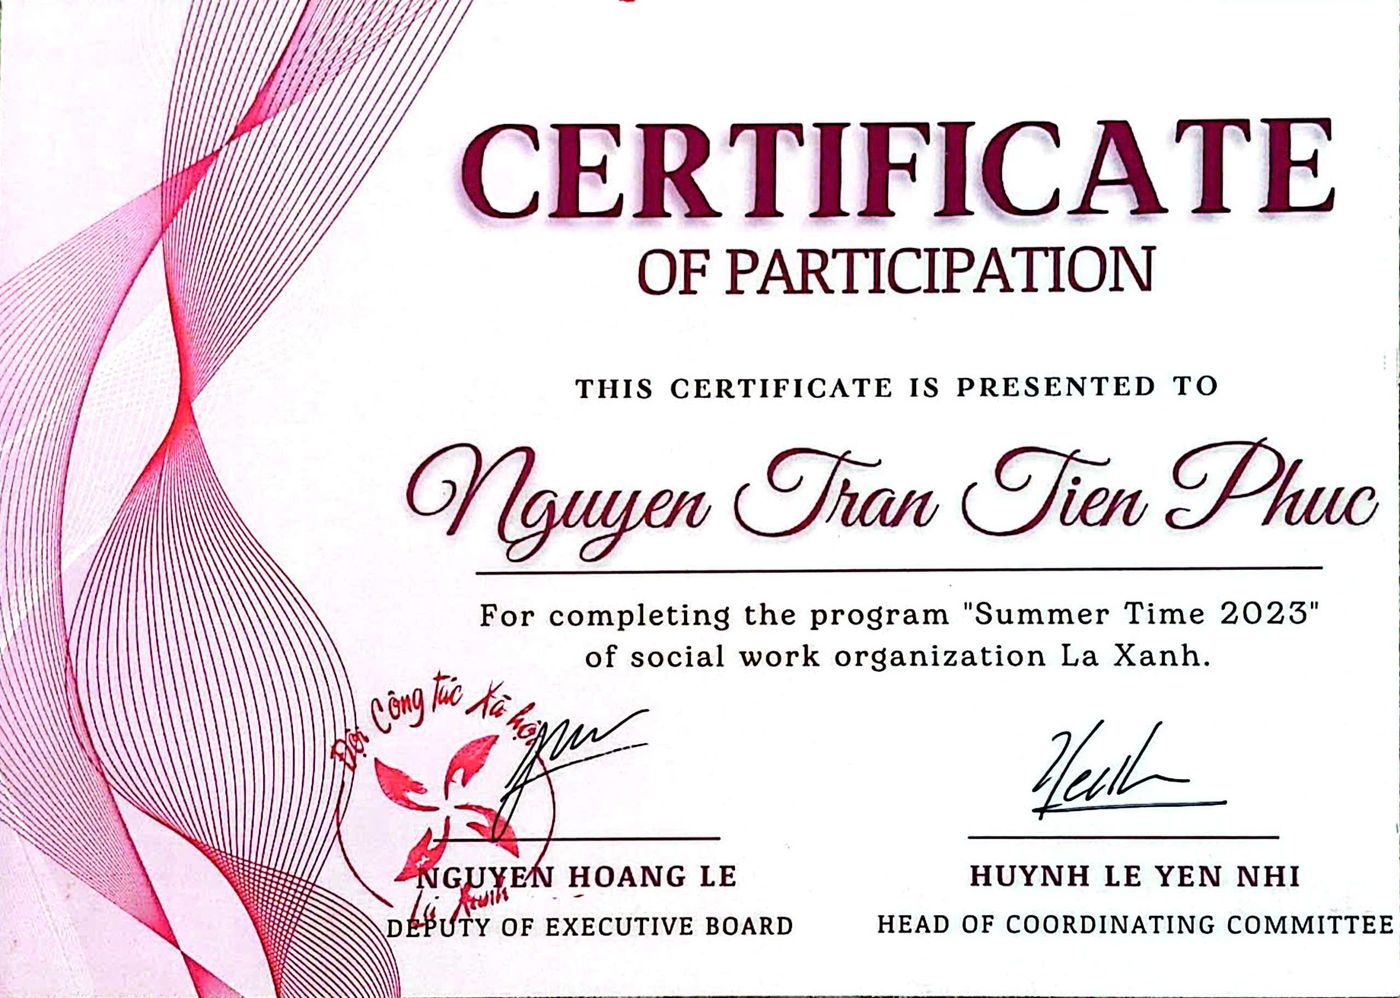 CERTIFICATE
OF PARTICIPATION
THIS CERTIFICATE IS PRESENTED TO
Nguyen Tran Tien Phuc
For completing the program "Summer Time 2023"
of social work organization La Xanh.
Đội Công tác Xã hội
Lá Xanh
NGUYEN HOANG LE
DEPUTY OF EXECUTIVE BOARD
HUYNH LE YEN NHI
HEAD OF COORDINATING COMMITTEE